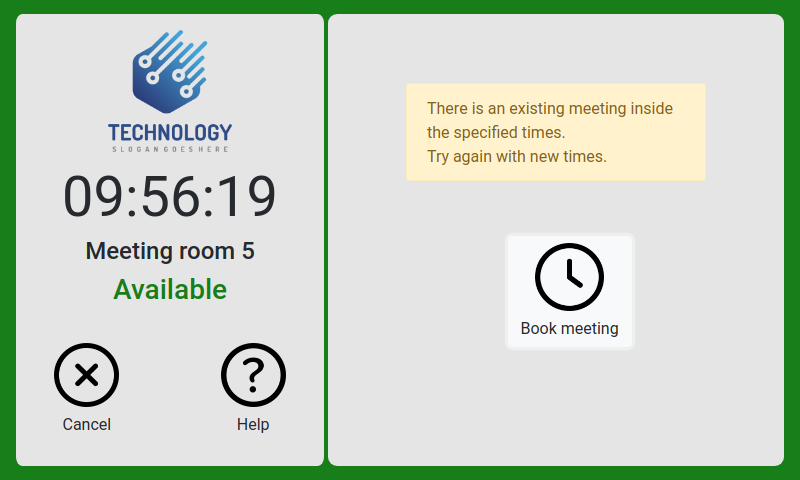 TECHNOLOGY
SLOGANGOESHERE
09:56:19
Meeting room 5
Available
Cancel
Help
There is an existing meeting inside
the specified times.
Try again with new times.
Book meeting